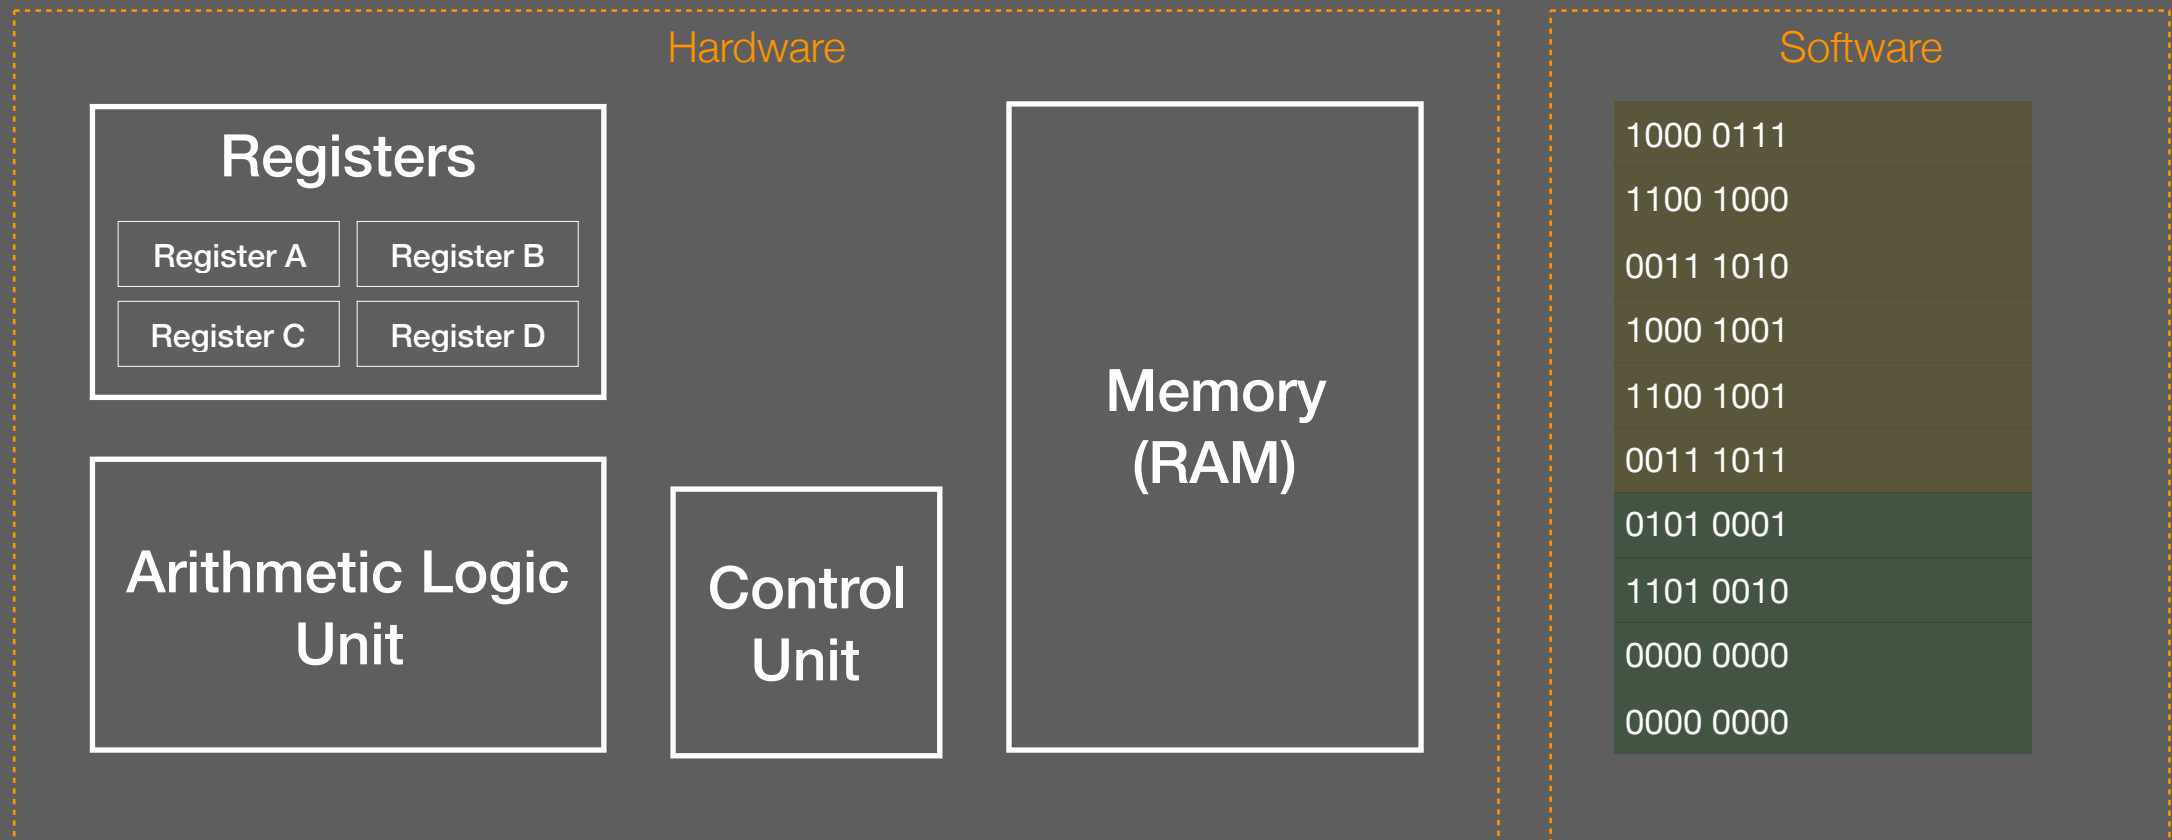 Hardware
Registers
Register A
Register B
Register C
Register D
Arithmetic Logic
Unit
Control
Unit
Memory
(RAM)
Software
1000 0111
1100 1000
0011 1010
1000 1001
1100 1001
0011 1011
0101 0001
1101 0010
0000 0000
0000 0000